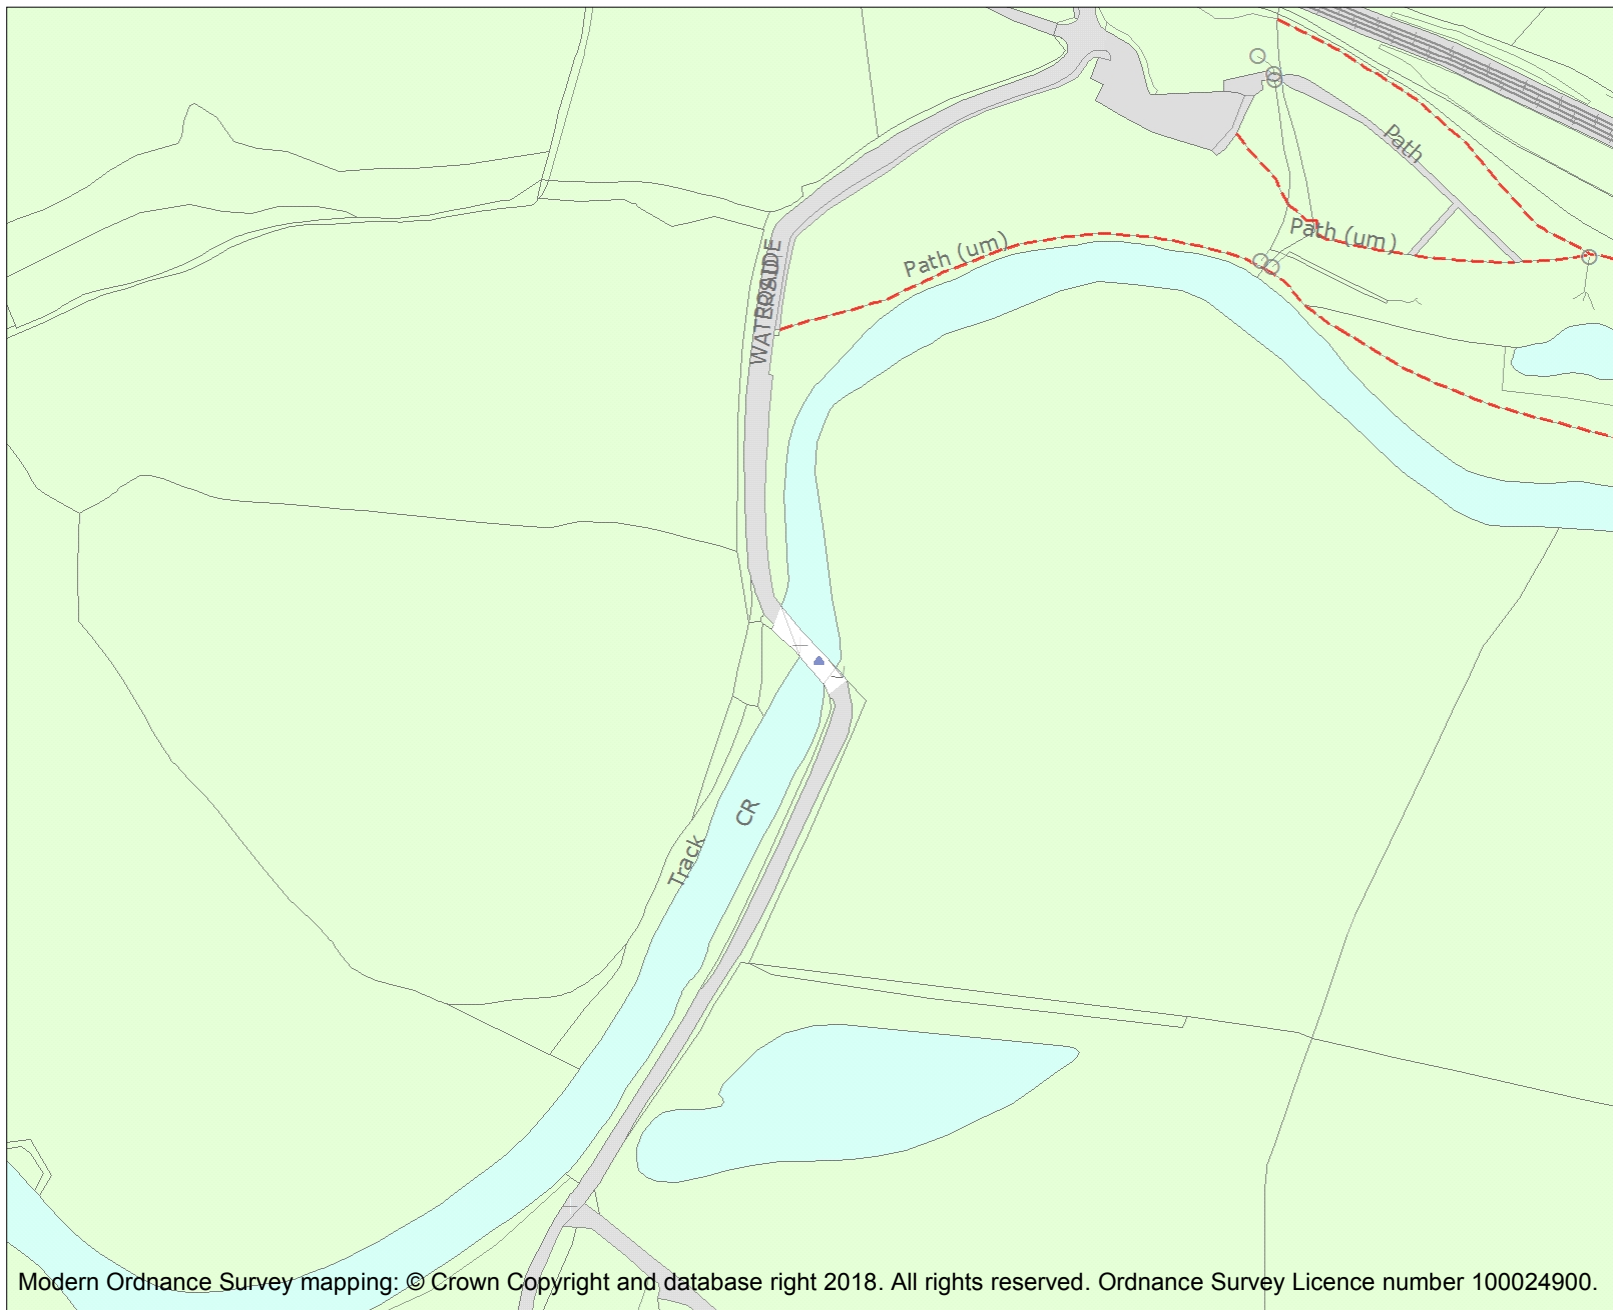 Path
Path (um)
Path (um)
WATERSIDE
CR
Track
Modern Ordnance Survey mapping: © Crown Copyright and database right 2018. All rights reserved. Ordnance Survey Licence number 100024900.